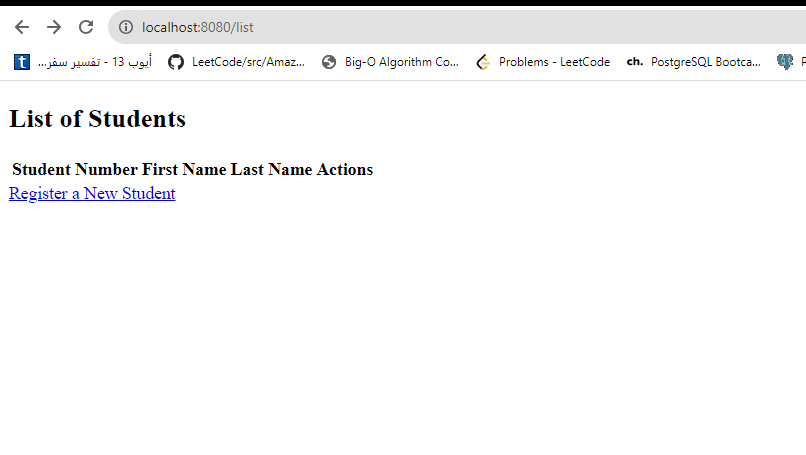 localhost:8080/list
أيوب 13 - تفسير سفر...
LeetCode/src/Amaz...
Big-O Algorithm Co...
Problems - LeetCode
ch. PostgreSQL Bootca...
P
List of Students
Student Number First Name Last Name Actions
Register a New Student